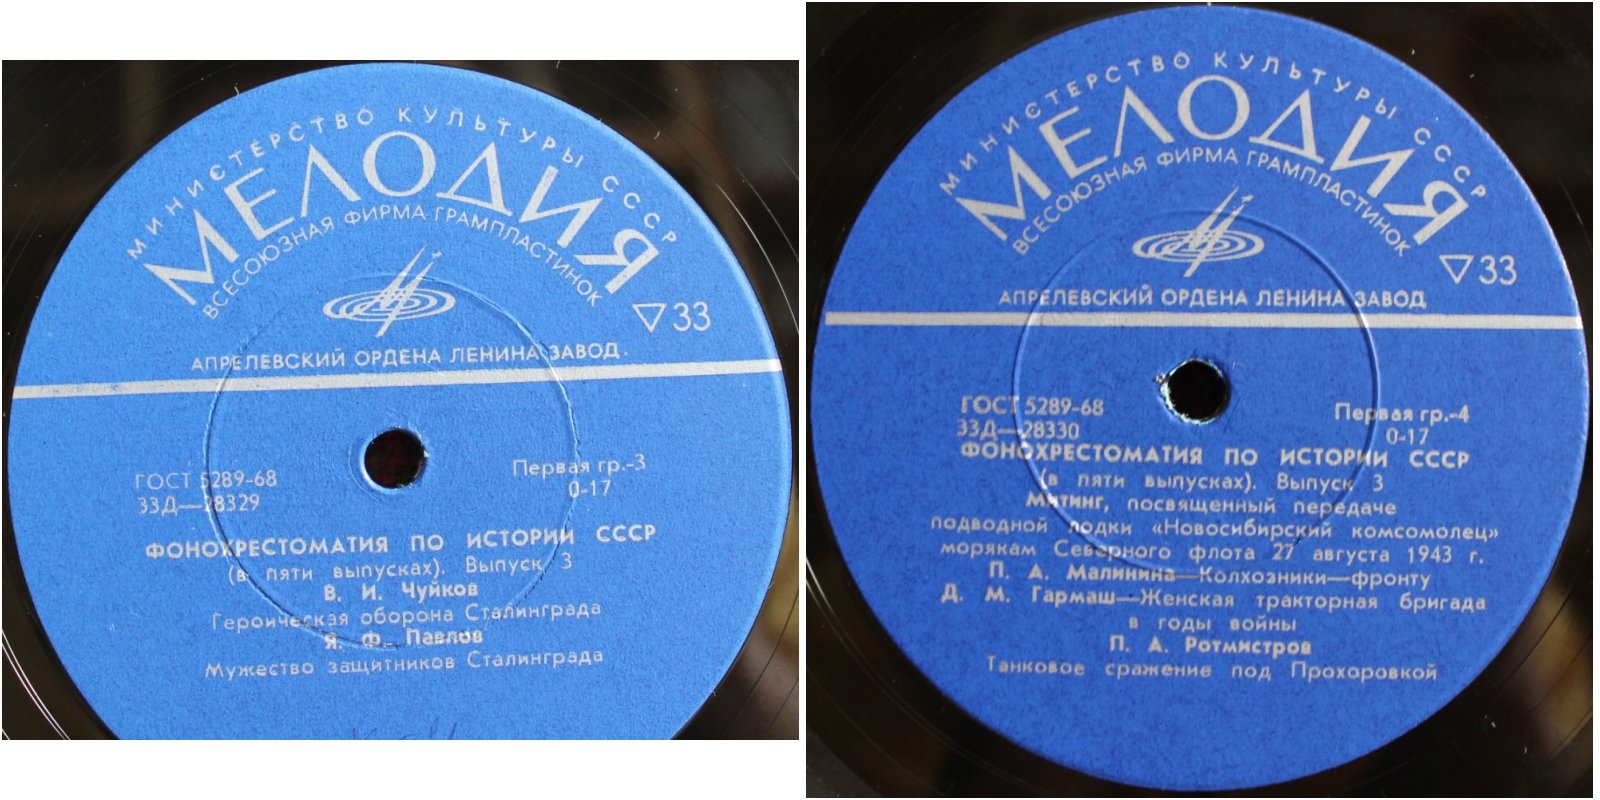 МИНИСТЕРСТВО КУЛЬТУРЫ СССР
МЕЛОДИЯ
ВСЕСОЮЗНАЯ ФИРМА ГРАМПЛАСТИНОК
33
АПРЕЛЕВСКИЙ ОРДЕНА ЛЕНИНА ЗАВОД
ГОСТ 5289-68
Первая гр.-3
33Д—28329
0-17
ФОНОХРЕСТОМАТИЯ ПО ИСТОРИИ СССР
(в пяти выпусках). Выпуск 3
В. И. Чуйков
Героическая оборона Сталинграда
Я. Ф. Павлов
Мужество защитников Сталинграда
МИНИСТЕРСТВО КУЛЬТУРЫ СССР
МЕЛОДИЯ
ВСЕСОЮЗНАЯ ФИРМА ГРАМПЛАСТИНОК
33
АПРЕЛЕВСКИЙ ОРДЕНА ЛЕНИНА ЗАВОД
ГОСТ 5289-68
Первая гр.-4
33Д—28330
0-17
ФОНОХРЕСТОМАТИЯ ПО ИСТОРИИ СССР
(в пяти выпусках). Выпуск 3
Митинг, посвященный передаче
подводной лодки «Новосибирский комсомолец»
морякам Северного флота 27 августа 1943 г.
П. А. Малинина—Колхозники—фронту
Д. М. Гармаш—Женская тракторная бригада
в годы войны
П. А. Ротмистров
Танковое сражение под Прохоровкой